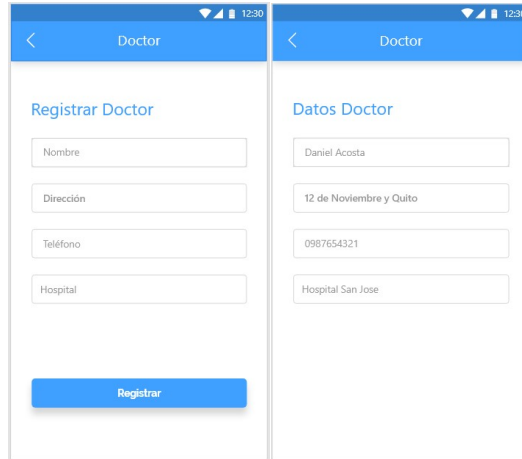 12:30
Doctor
Registrar Doctor
Nombre
Dirección
Teléfono
Hospital
Registrar
12:30
Doctor
Datos Doctor
Daniel Acosta
12 de Noviembre y Quito
0987654321
Hospital San Jose